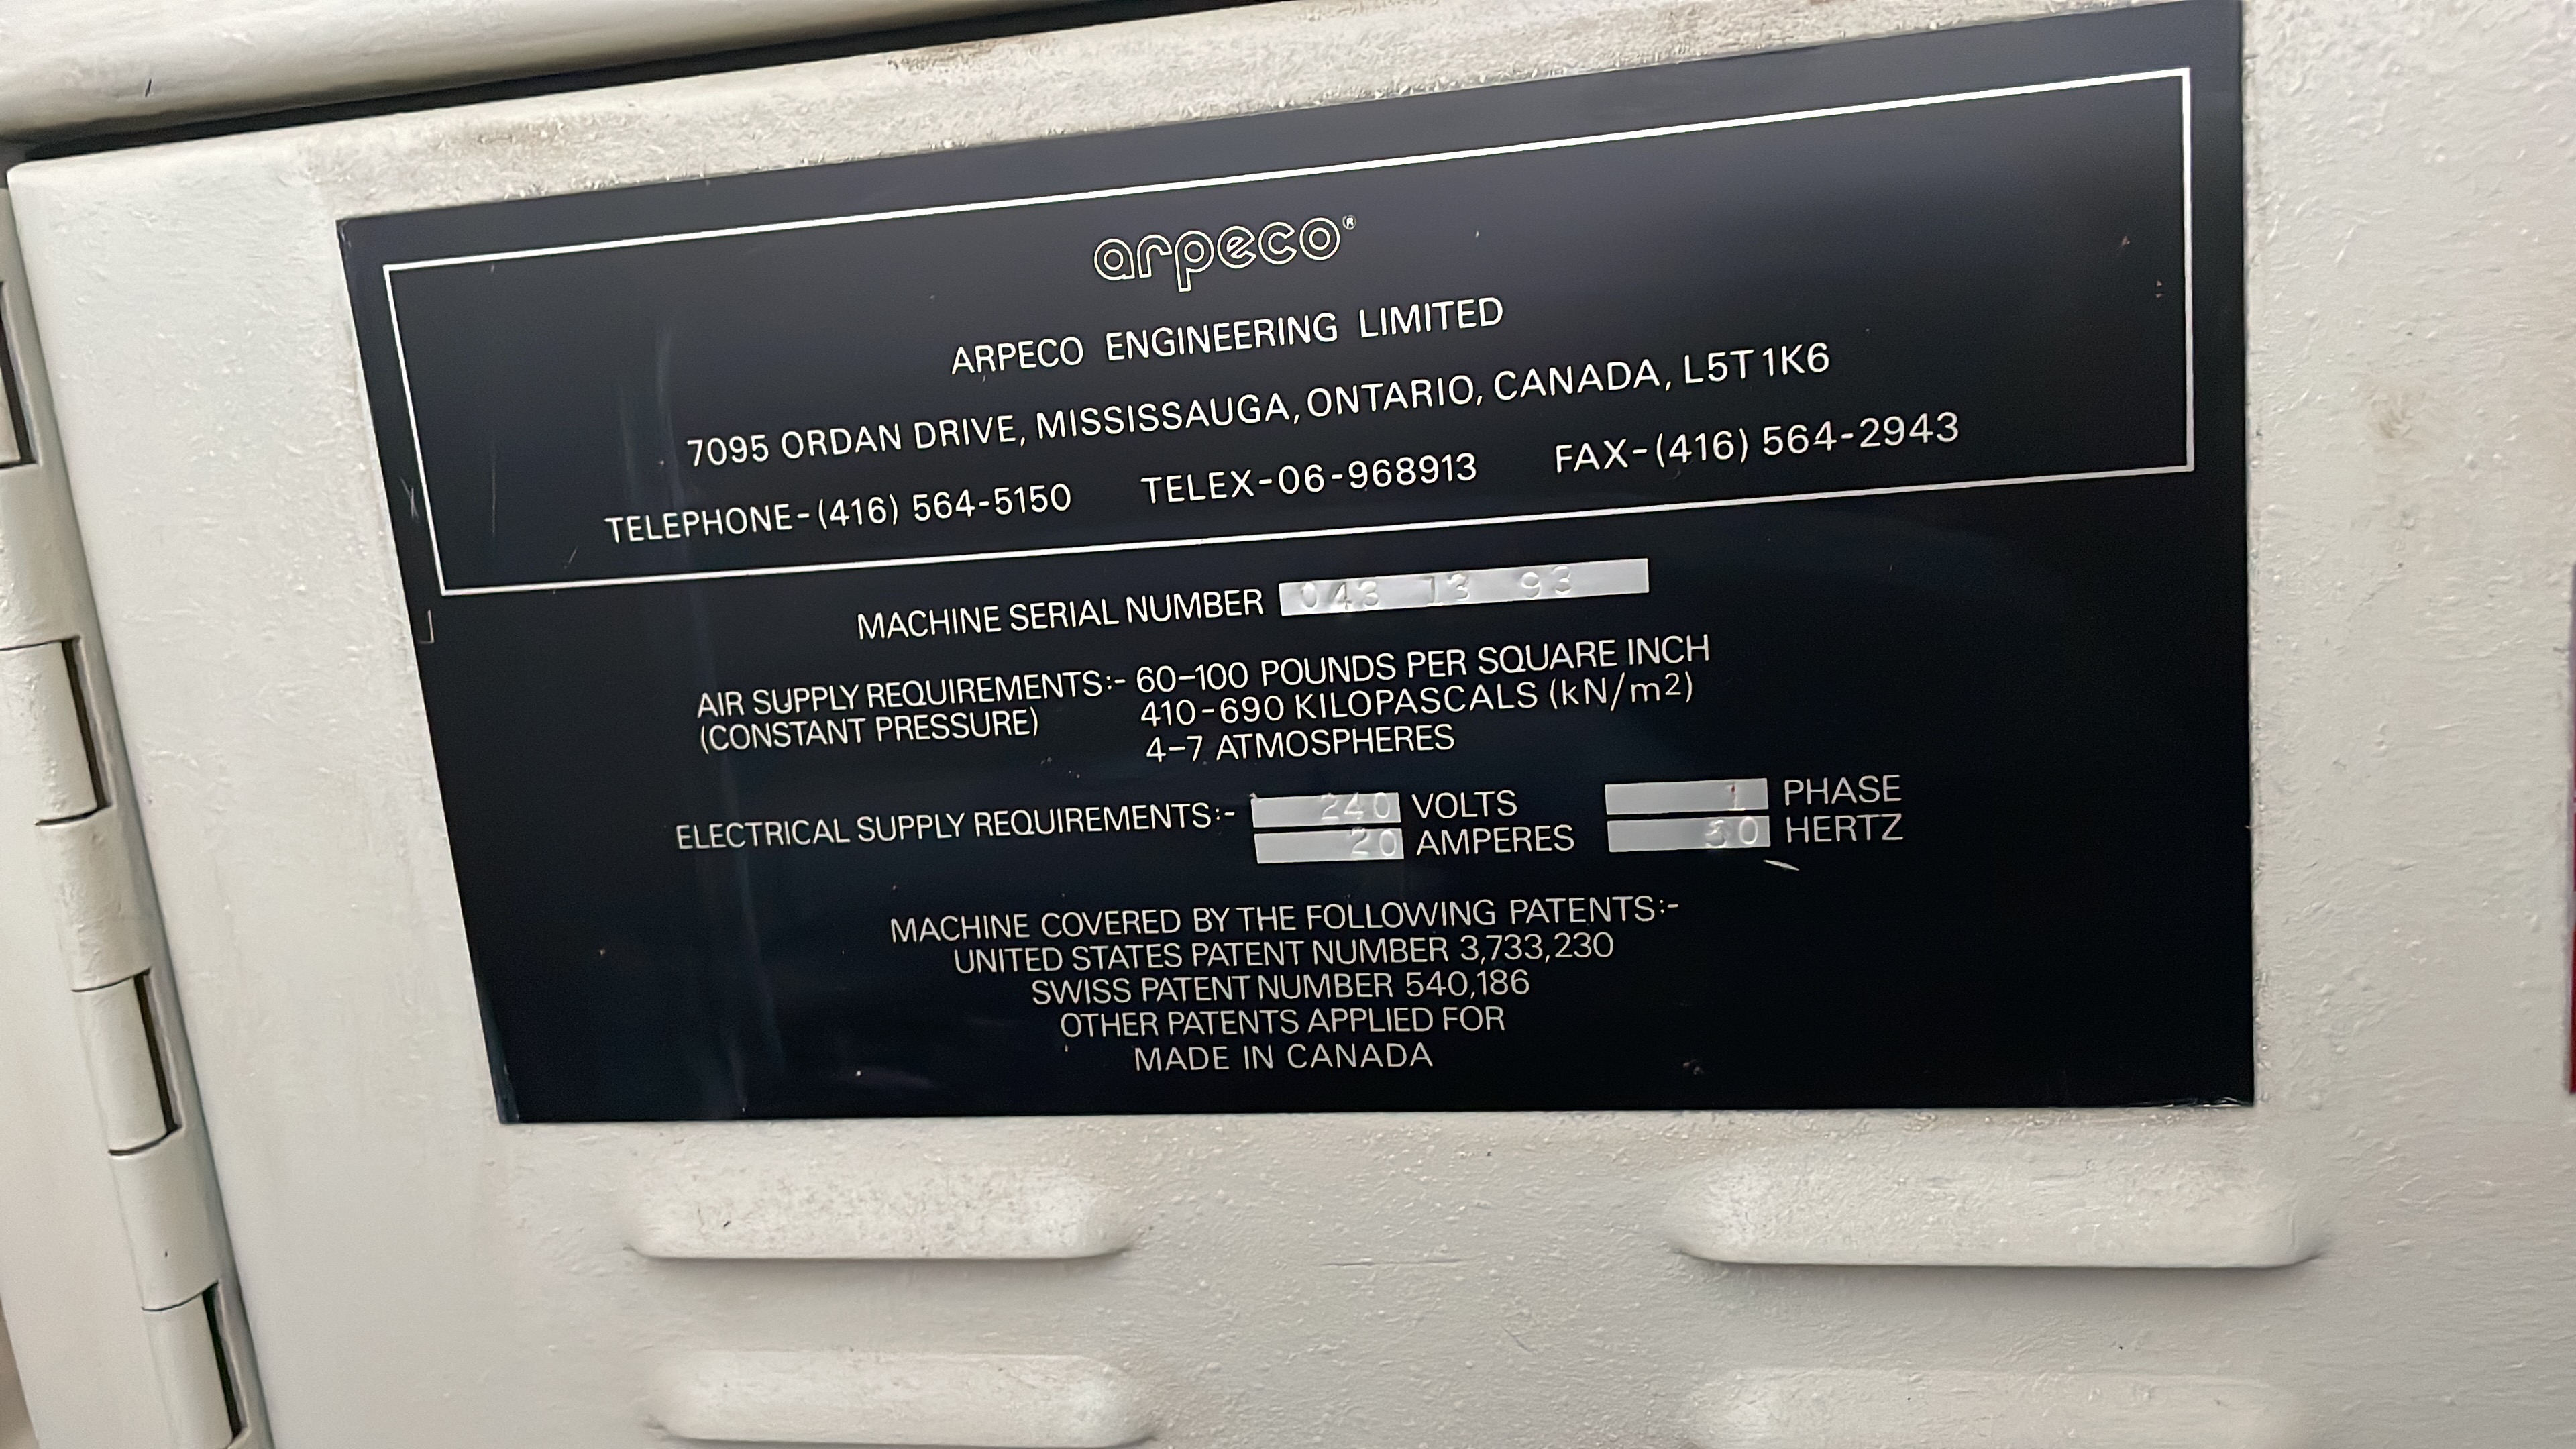 arpeco®
ARPECO ENGINEERING LIMITED
7095 ORDAN DRIVE, MISSISSAUGA, ONTARIO, CANADA, L5T 1K6
TELEPHONE-(416) 564-5150 TELEX-06-968913 FAX-(416) 564-2943
MACHINE SERIAL NUMBER 043 13 93
AIR SUPPLY REQUIREMENTS:- 60-100 POUNDS PER SQUARE INCH
(CONSTANT PRESSURE) 410-690 KILOPASCALS (kN/m2)
4-7 ATMOSPHERES
ELECTRICAL SUPPLY REQUIREMENTS:- 240 VOLTS 1 PHASE
20 AMPERES HERTZ
MACHINE COVERED BY THE FOLLOWING PATENTS:-
UNITED STATES PATENT NUMBER 3,733,230
SWISS PATENT NUMBER 540,186
OTHER PATENTS APPLIED FOR
MADE IN CANADA